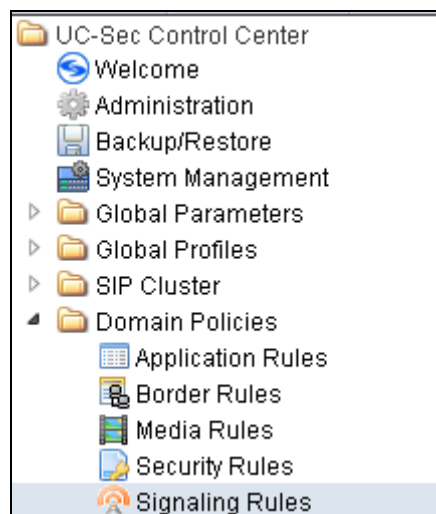 UC-Sec Control Center
Welcome
Administration
Backup/Restore
System Management
Global Parameters
Global Profiles
SIP Cluster
Domain Policies
Application Rules
Border Rules
Media Rules
Security Rules
Signaling Rules